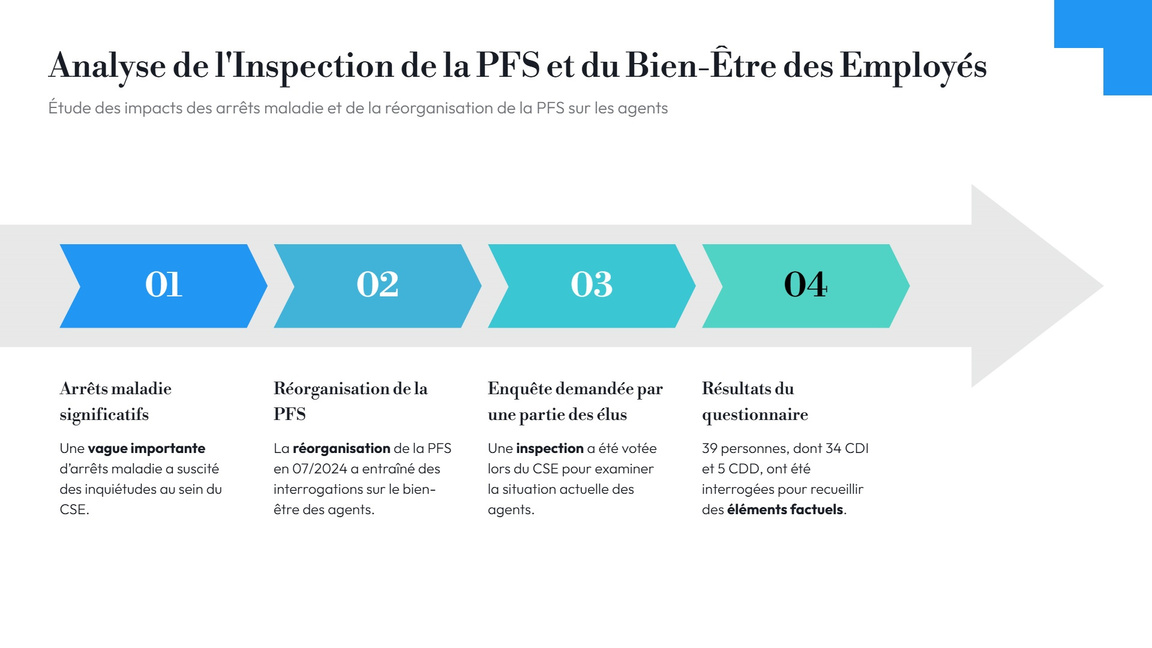 Analyse de l'Inspection de la PFS et du Bien-Être des Employés
Étude des impacts des arrêts maladie et de la réorganisation de la PFS sur les agents
01
02
03
04
Arrêts maladie
significatifs
Une vague importante
d'arrêts maladie a suscité
des inquiétudes au sein du
CSE.
Réorganisation de la
PFS
La réorganisation de la PFS
en 07/2024 a entraîné des
interrogations sur le bien-
être des agents.
Enquête demandée par
une partie des élus
Une inspection a été votée
lors du CSE pour examiner
la situation actuelle des
agents.
Résultats du
questionnaire
39 personnes, dont 34 CDI
et 5 CDD, ont été
interrogées pour recueillir
des éléments factuels.